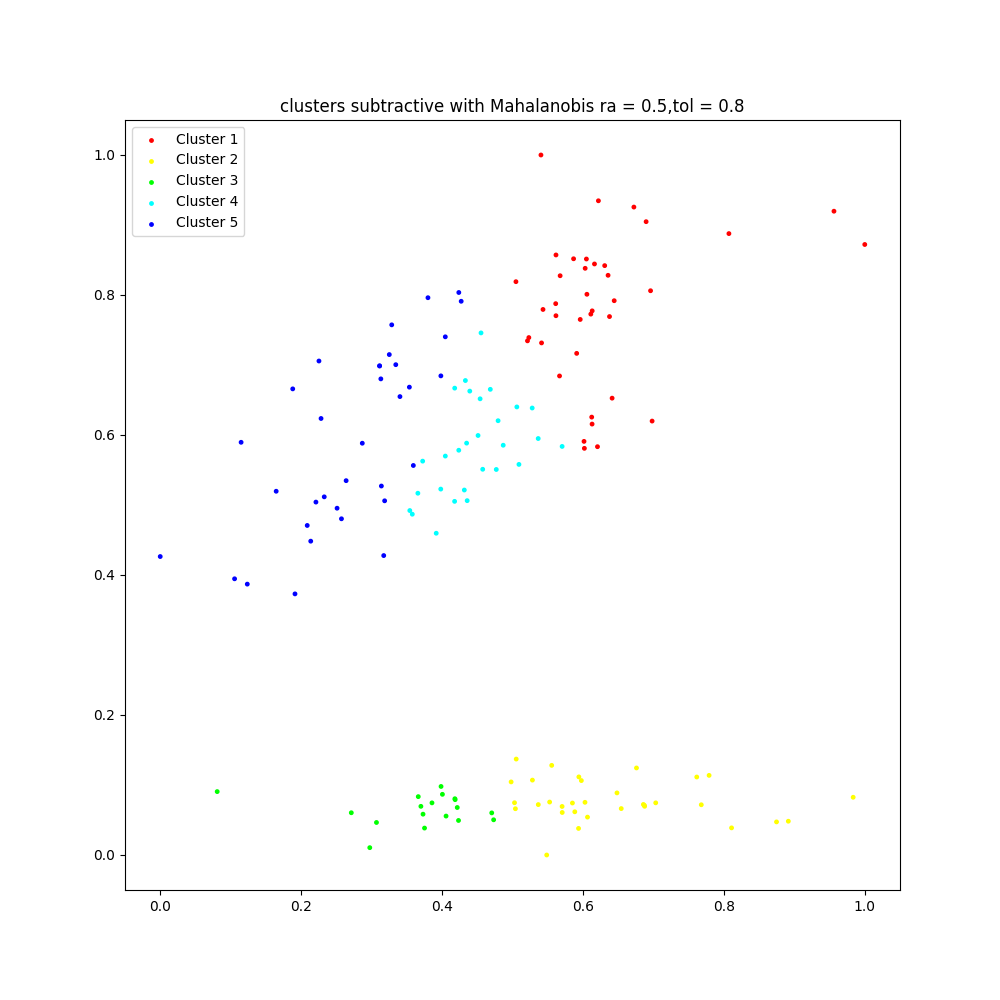 clusters subtractive with Mahalanobis ra = 0.5,tol = 0.8
Cluster 1
Cluster 2
Cluster 3
Cluster 4
Cluster 5
1.0
0.8
0.6
0.4
0.2
0.0
0.0 0.2 0.4 0.6 0.8 1.0